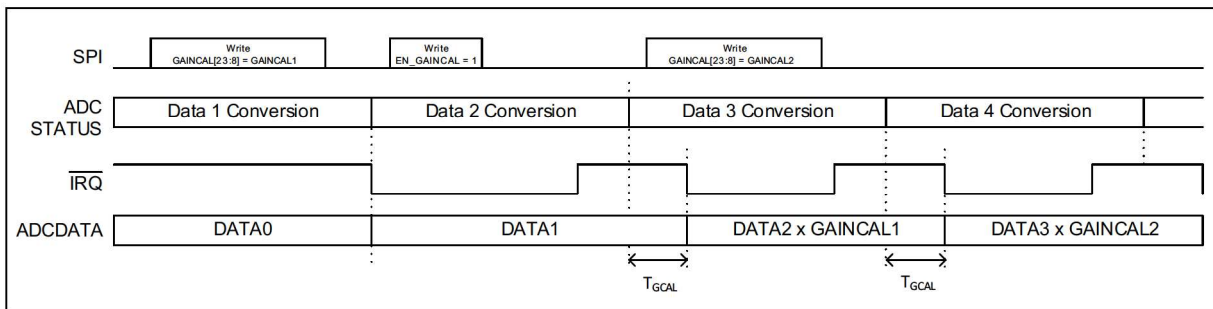 SPI
Write
GAINCAL[23:8] = GAINCAL1
Write
EN_GAINCAL = 1
Write
GAINCAL[23:8] = GAINCAL2
ADC
STATUS
Data 1 Conversion
Data 2 Conversion
Data 3 Conversion
Data 4 Conversion
IRQ
ADCDATA
DATA0
DATA1
DATA2 x GAINCAL1
DATA3 x GAINCAL2
TGCAL
TGCAL